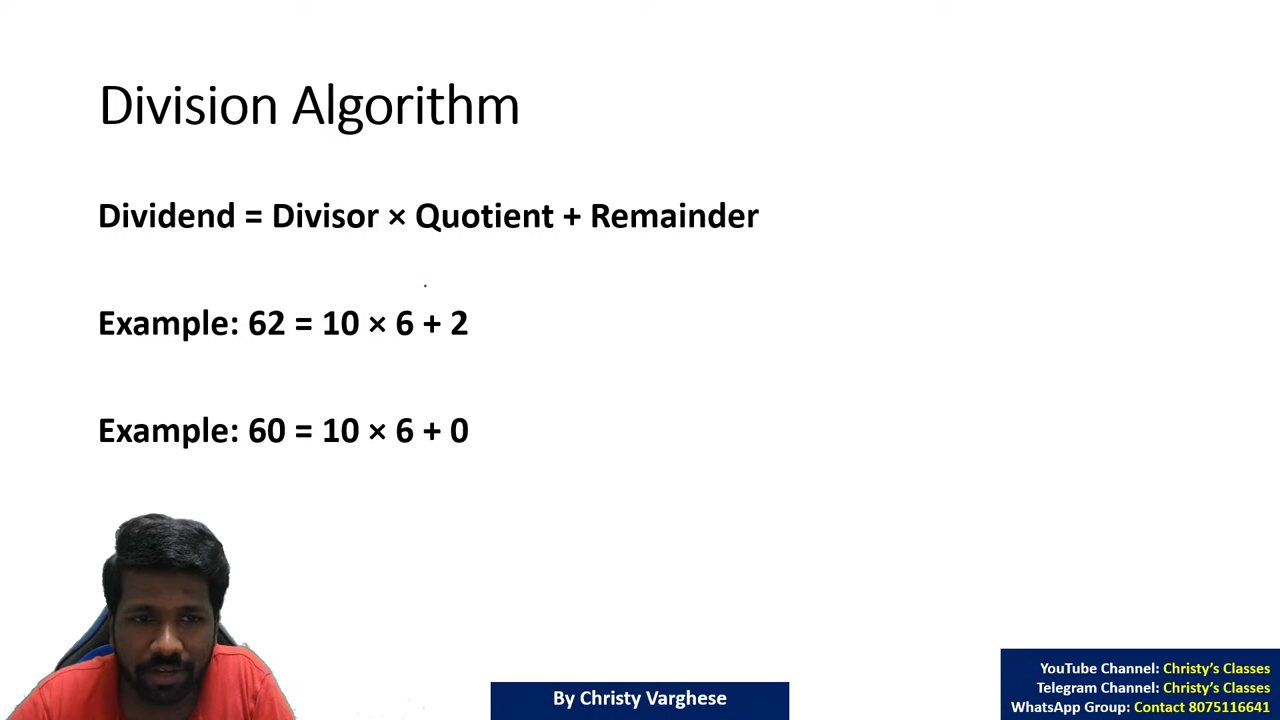 Division Algorithm
Dividend = Divisor × Quotient + Remainder
Example: 62 = 10 × 6 + 2
Example: 60 = 10 × 6 + 0
By Christy Varghese
YouTube Channel: Christy's Classes
Telegram Channel: Christy's Classes
WhatsApp Group: Contact 8075116641